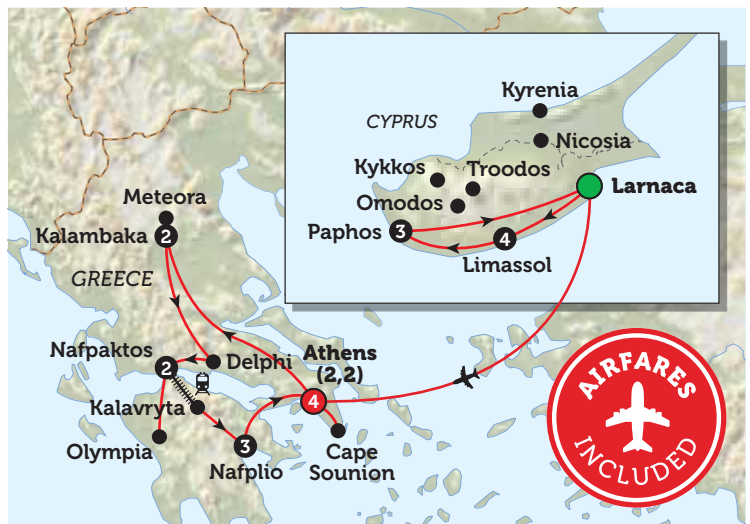 Kyrenia
CYPRUS
Nicosia
Kykkos
Troodos
Omodos
Larnaca
Paphos
3
4
Limassol
Meteora
Kalambaka
2
GREECE
Nafpaktos
2
Delphi
Athens
(2,2)
4
Kalavryta
Olympia
3
Nafplio
Cape
Sounion
AIRFARES
INCLUDED